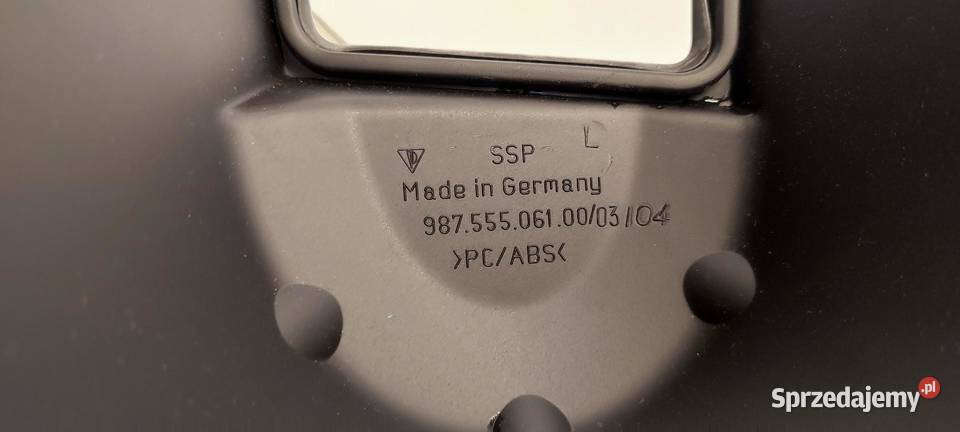 SSP L
Made in Germany
987.555.061.00/03/04
>PC/ABS<
Sprzedajemy.pl